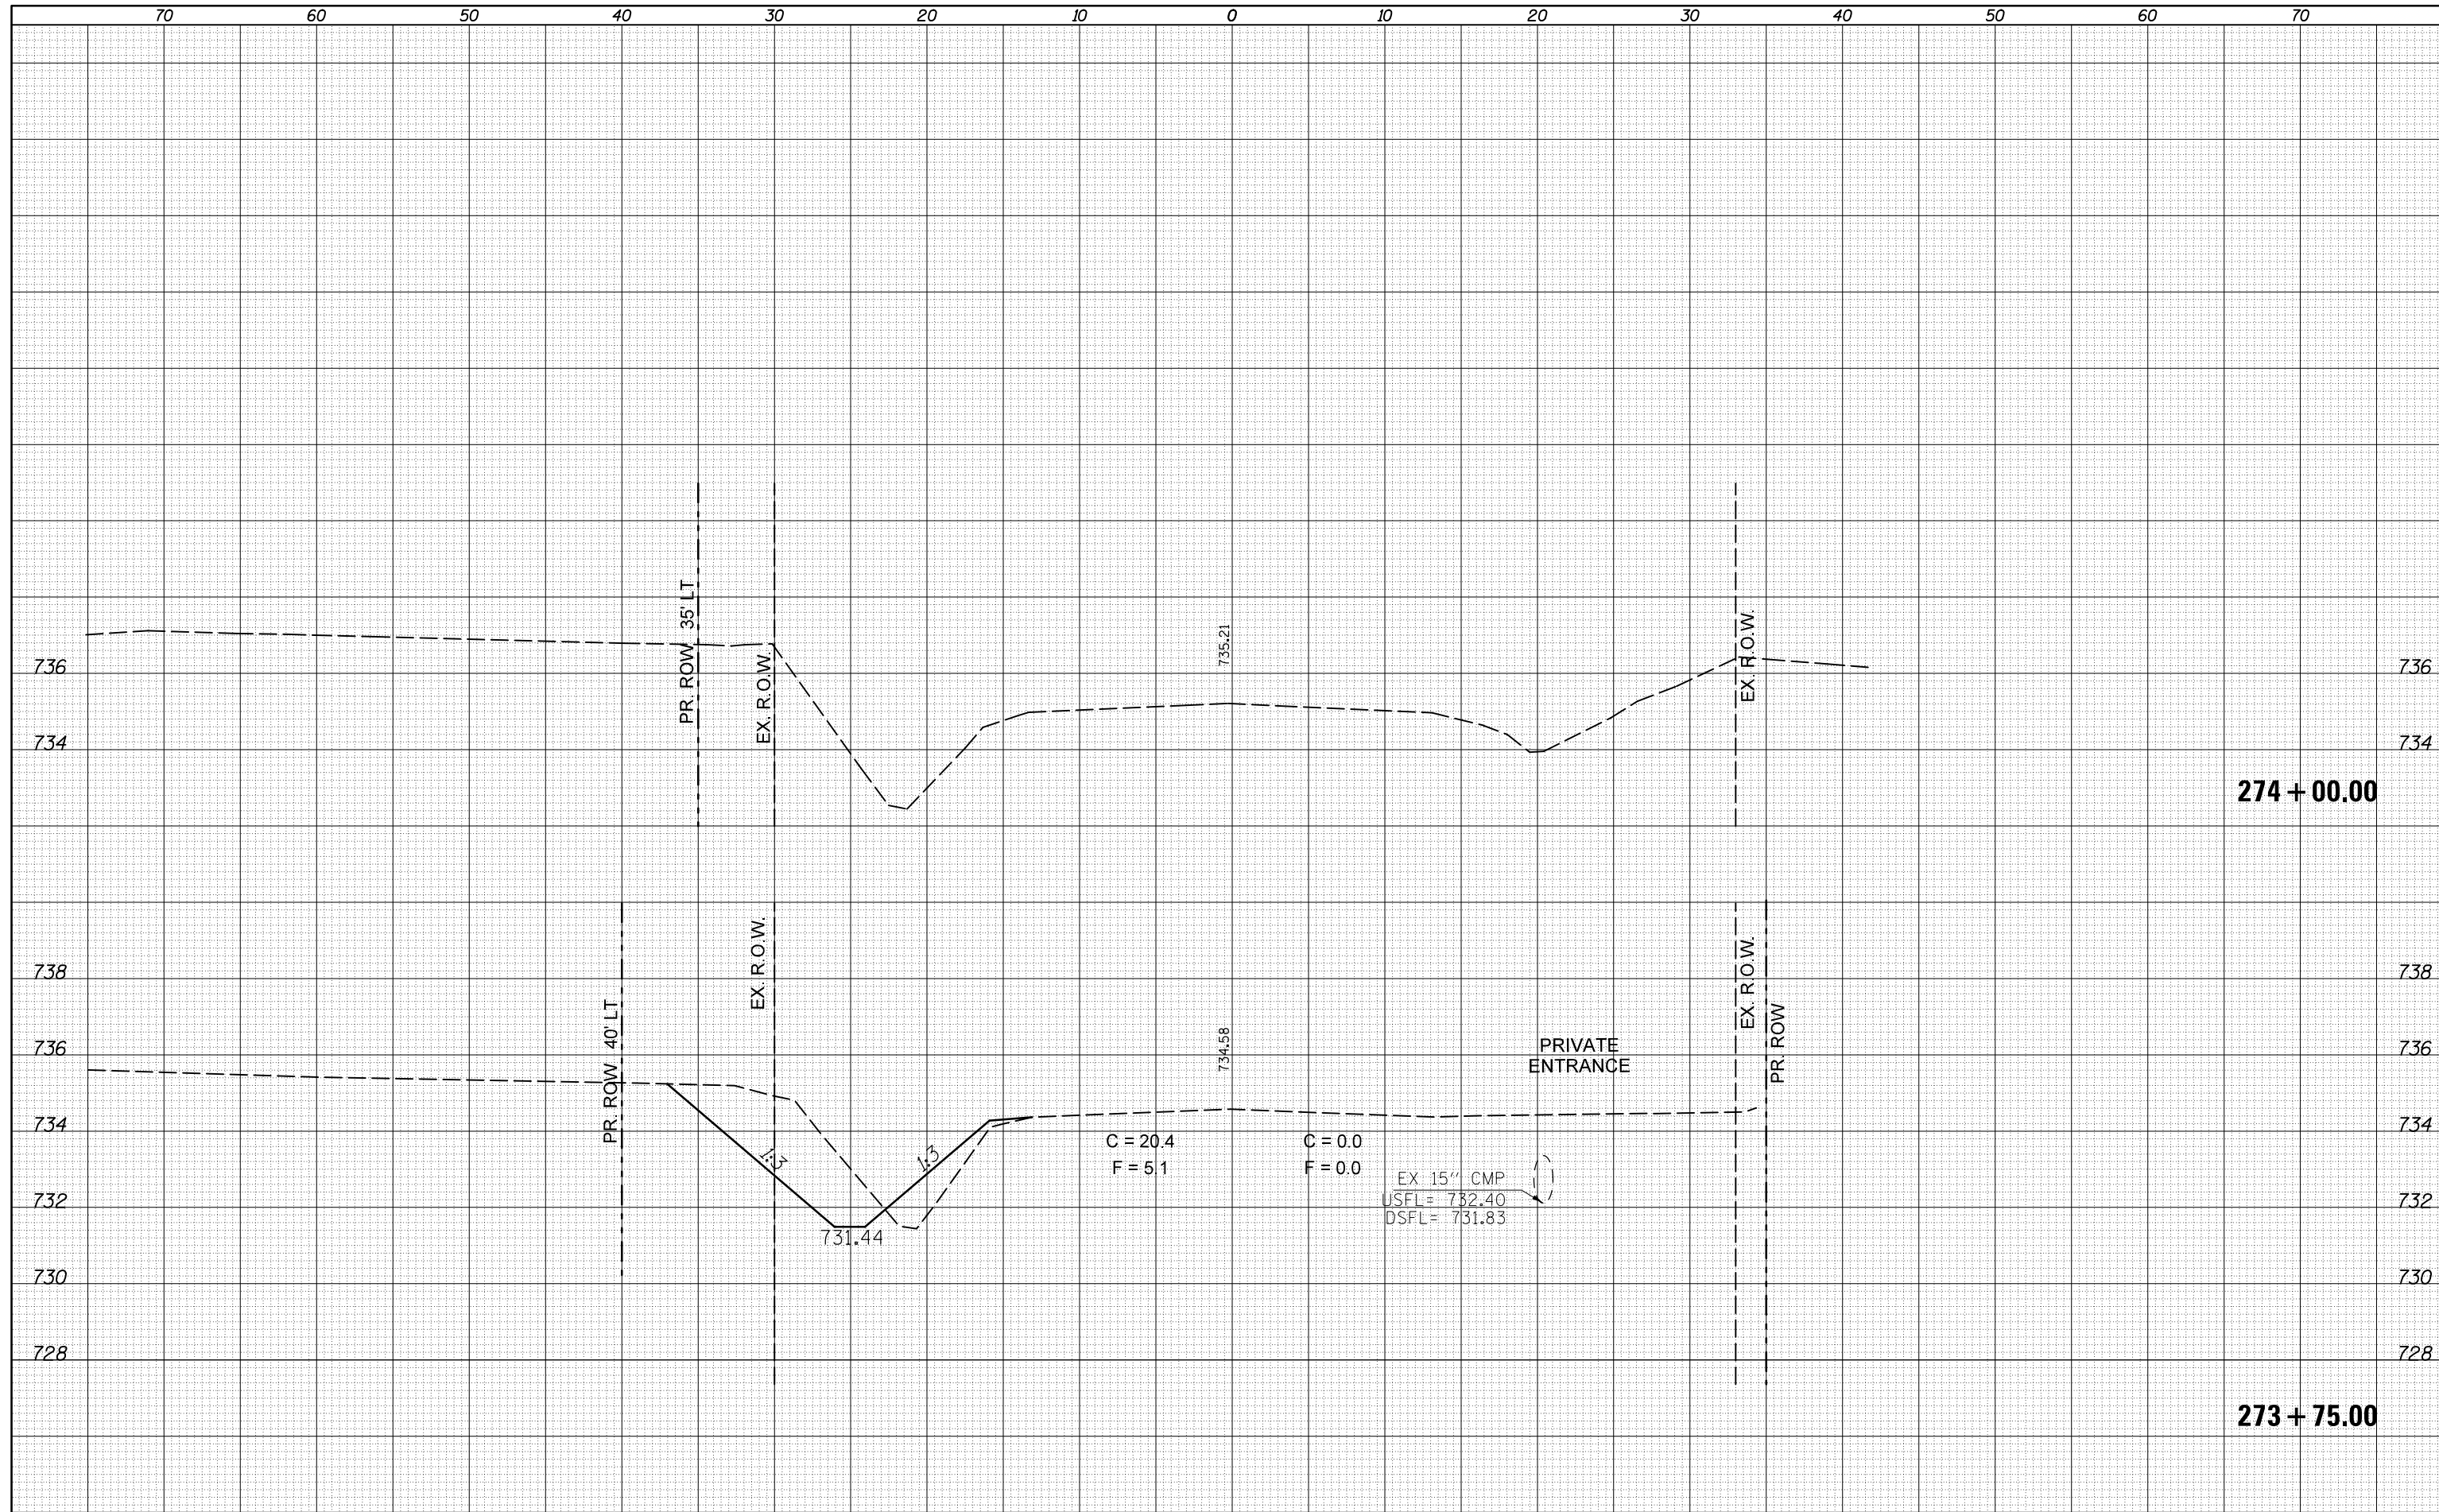 70 60 50 40 30 20 10 0 10 20 30 40 50 60 70
PR. ROW 35' LT
EX. R.O.W.
735.21
EX. R.O.W.
736 736
734 734
274+00.00
PR. ROW 40' LT
EX. R.O.W.
734.58
EX. R.O.W.
PR. ROW
738 738
736 736
PRIVATE
ENTRANCE
734 734
C = 20.4 C = 0.0
F = 5.1 F = 0.0
1:3 1:3
EX 15'' CMP
USFL= 732.40
DSFL= 731.83
732 732
731.44
730 730
728 728
273+75.00